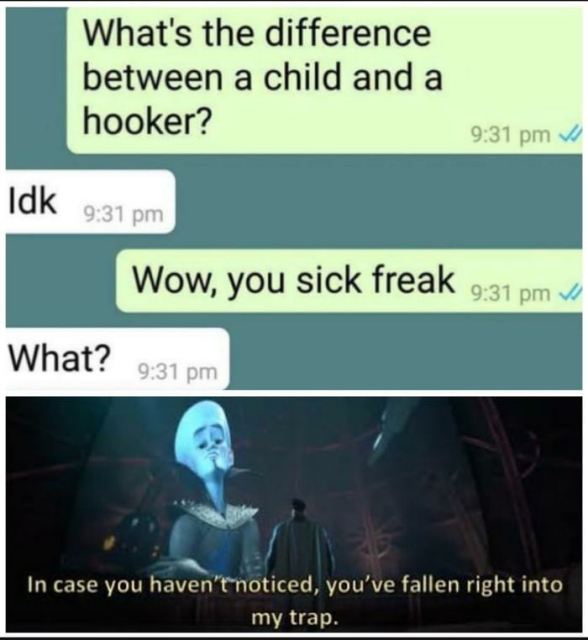 What's the difference
between a child and a
hooker?
9:31 pm
Idk
9:31 pm
Wow, you sick freak
9:31 pm
What?
9:31 pm
In case you haven't noticed, you've fallen right into
my trap.